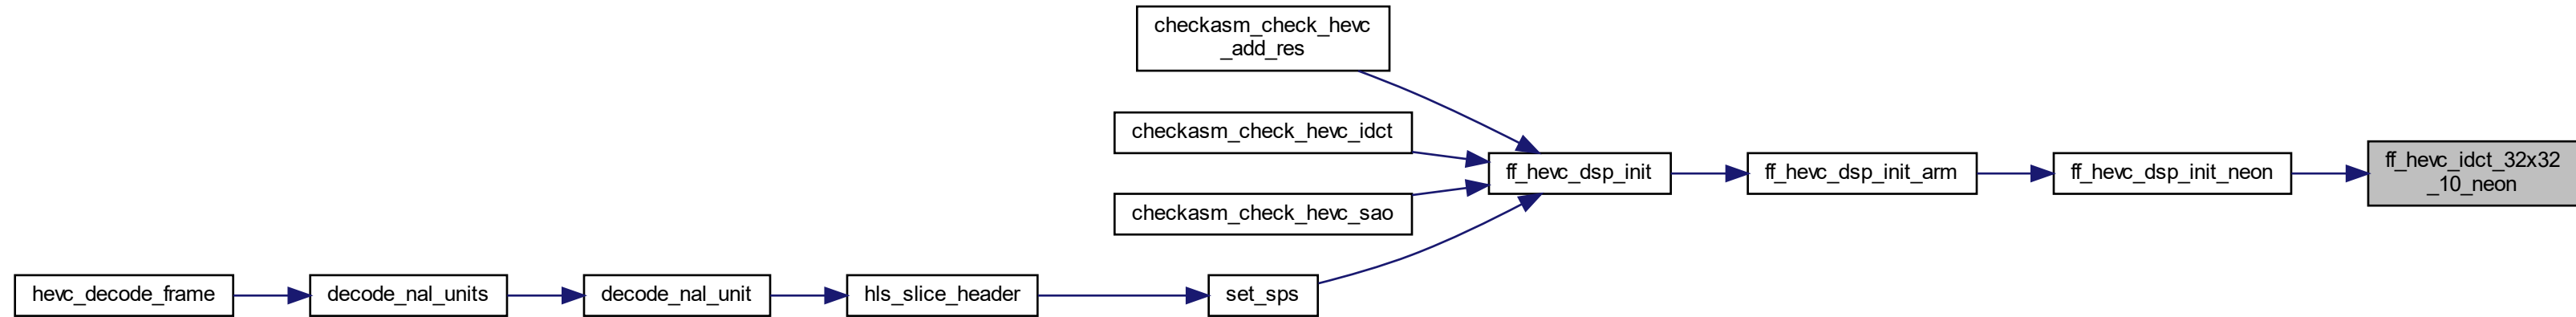 checkasm_check_hevc
_add_res
checkasm_check_hevc_idct
ff_hevc_dsp_init
ff_hevc_dsp_init_arm
ff_hevc_dsp_init_neon
ff_hevc_idct_32x32
_10_neon
checkasm_check_hevc_sao
hevc_decode_frame
decode_nal_units
decode_nal_unit
hls_slice_header
set_sps